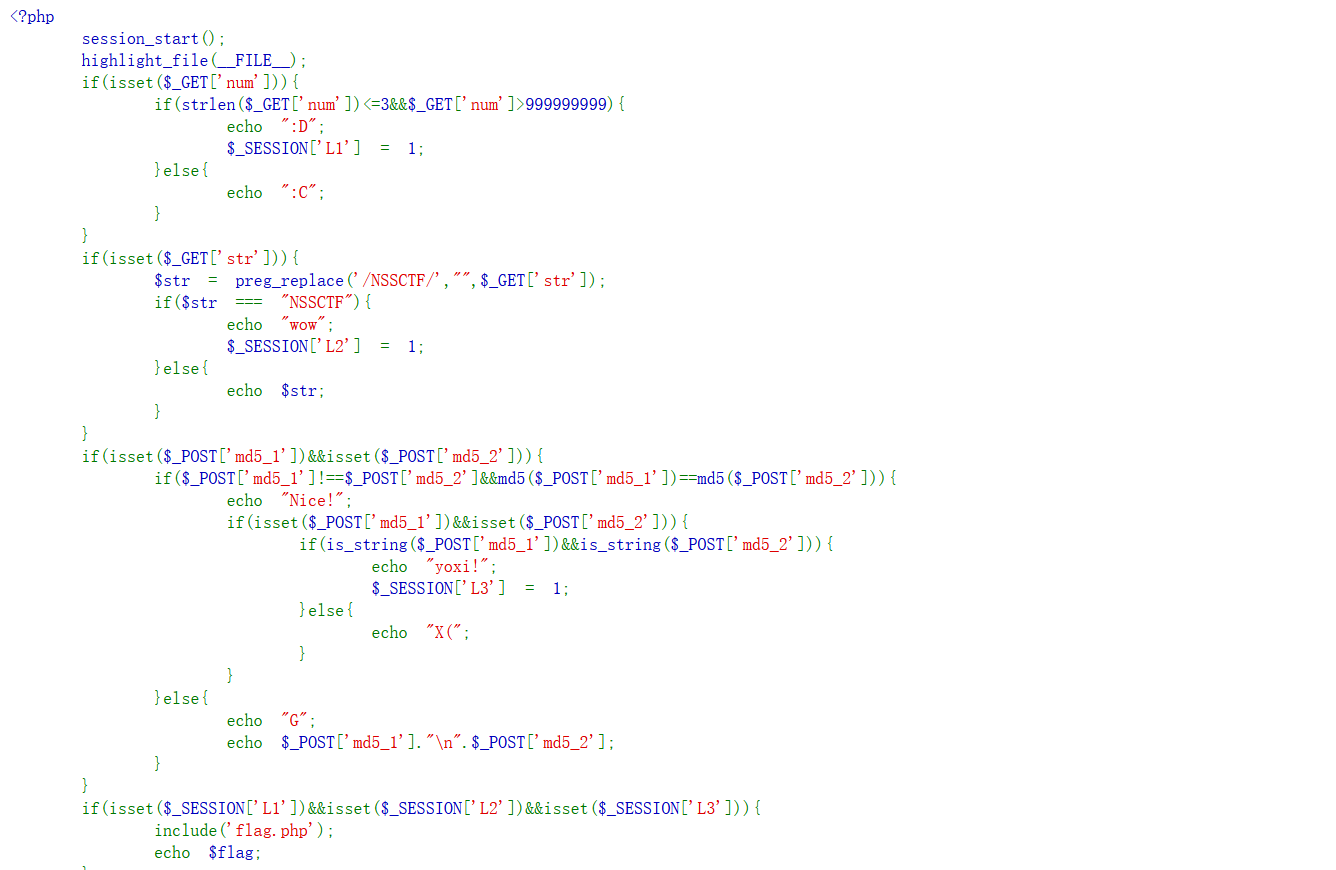 <?php
session_start();
highlight_file(__FILE__);
if(isset($_GET['num'])){
if(strlen($_GET['num'])<=3&&$_GET['num']>999999999){
echo ":D";
$_SESSION['L1'] = 1;
}else{
echo ":C";
}
}
if(isset($_GET['str'])){
$str = preg_replace('/NSSCTF/',"",$_GET['str']);
if($str === "NSSCTF"){
echo "wow";
$_SESSION['L2'] = 1;
}else{
echo $str;
}
}
if(isset($_POST['md5_1'])&&isset($_POST['md5_2'])){
if($_POST['md5_1']!==$_POST['md5_2']&&md5($_POST['md5_1'])==md5($_POST['md5_2'])){
echo "Nice!";
if(isset($_POST['md5_1'])&&isset($_POST['md5_2'])){
if(is_string($_POST['md5_1'])&&is_string($_POST['md5_2'])){
echo "yoxi!";
$_SESSION['L3'] = 1;
}else{
echo "X(";
}
}
}else{
echo "G";
echo $_POST['md5_1']."\n".$_POST['md5_2'];
}
}
if(isset($_SESSION['L1'])&&isset($_SESSION['L2'])&&isset($_SESSION['L3'])){
include('flag.php');
echo $flag;